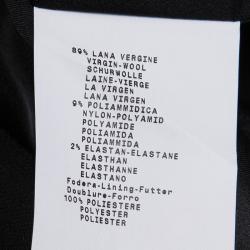 89% LANA VERGINE
VIRGIN-WOOL
SCHURWOLLE
LAINE-VIERGE
LA VIRGEN
LANA VIRGEN
9% POLIAMMIDICA
NYLON-POLYAMID
POLYAMIDE
POLIAMIDA
POLIAMMIDA
2% ELASTAN-ELASTANE
ELASTHAN
ELASTHANNE
ELASTANO
Fodera-Lining-Futter
Doublure-Forro
100% POLIESTERE
POLYESTER
POLIESTER